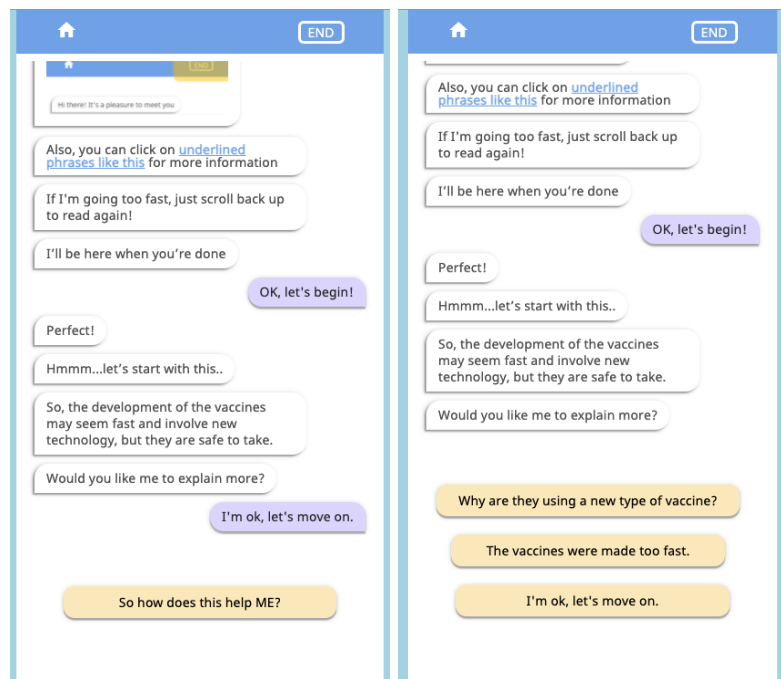 END
END
Hi there! It's a pleasure to meet you
Also, you can click on underlined
phrases like this for more information
If I'm going too fast, just scroll back up
to read again!
I'll be here when you’re done
OK, let's begin!
Perfect!
Hmmm...let’s start with this..
So, the development of the vaccines
may seem fast and involve new
technology, but they are safe to take.
Would you like me to explain more?
I'm ok, let's move on.
So how does this help ME?
END
Also, you can click on underlined
phrases like this for more information
If I'm going too fast, just scroll back up
to read again!
I’ll be here when you’re done
OK, let's begin!
Perfect!
Hmmm...let’s start with this..
So, the development of the vaccines
may seem fast and involve new
technology, but they are safe to take.
Would you like me to explain more?
Why are they using a new type of vaccine?
The vaccines were made too fast.
I'm ok, let's move on.